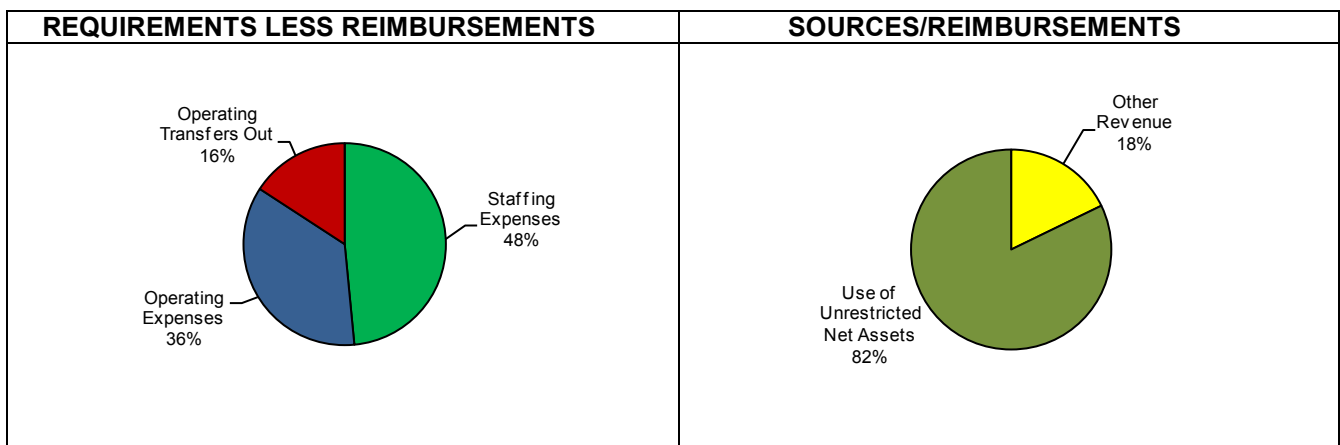 REQUIREMENTS LESS REIMBURSEMENTS
SOURCES/REIMBURSEMENTS
Operating
Transfers Out
16%
Staffing
Expenses
48%
Operating
Expenses
36%
Other
Revenue
18%
Use of
Unrestricted
Net Assets
82%